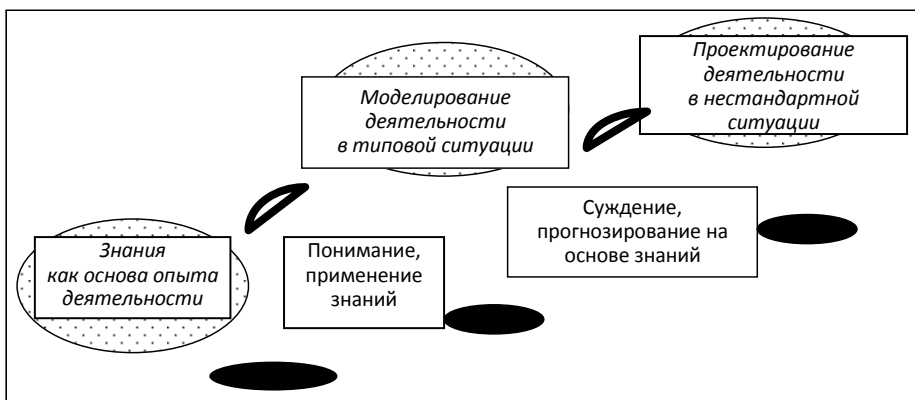 Проектирование
деятельности
в нестандартной
ситуации
Моделирование
деятельности
в типовой ситуации
Суждение,
прогнозирование на
основе знаний
Знания
как основа опыта
деятельности
Понимание,
применение
знаний